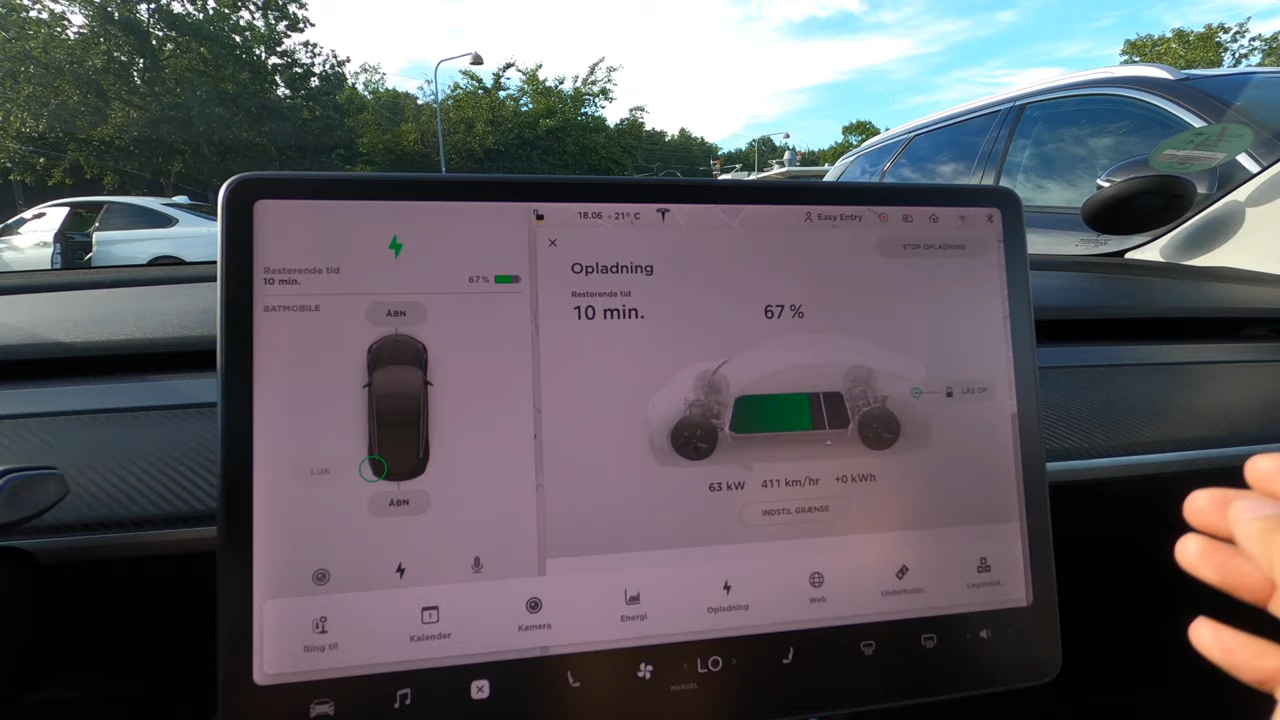 18.06
21°C
Easy Entry
Resterende tid
10 min.
67 %
BATMOBILE
ÅBN
LUK
ÅBN
STOP OPLADNING
Opladning
Resterende tid
10 min.
67 %
LÅS OP
63 kW
411 km/hr
+0 kWh
INDSTIL GRÆNSE
Ring til
Kalender
Kamera
Energi
Opladning
Web
Underholdn.
Legetøjsk.
LO
MANUEL